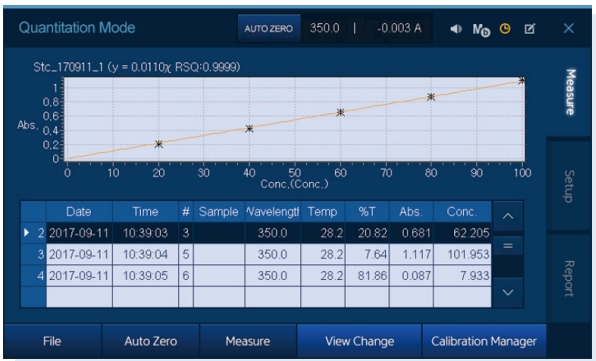 Quantitation Mode AUTO ZERO 350.0 | -0.003 A M₀ ×
Stc_170911_1 (y = 0.0110χ RSQ:0.9999)
Abs.
1
0.8
0.6
0.4
0.2
0
0 10 20 30 40 50 60 70 80 90 100
Conc.(Conc.)
Date Time # Sample Wavelengtl Temp %T Abs. Conc.
2 2017-09-11 10:39:03 3 350.0 28.2 20.82 0.681 62.205
3 2017-09-11 10:39:04 5 350.0 28.2 7.64 1.117 101.953
4 2017-09-11 10:39:05 6 350.0 28.2 81.86 0.087 7.933
Measure
Setup
Report
File Auto Zero Measure View Change Calibration Manager